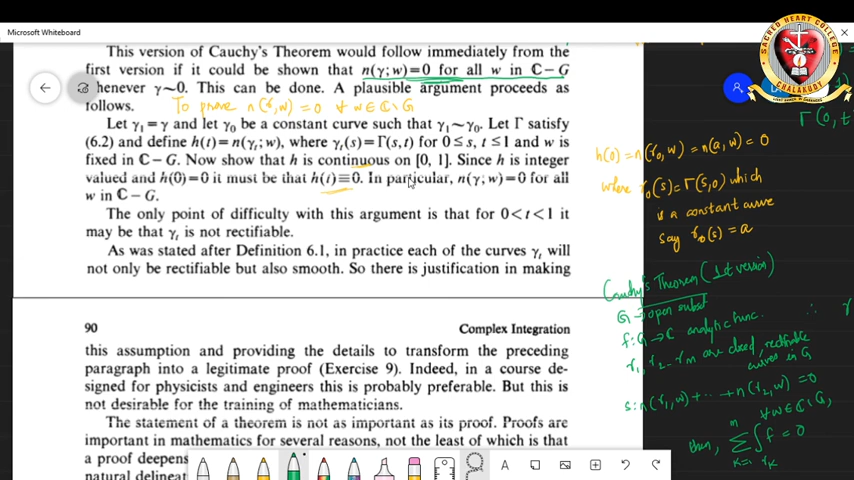 Microsoft Whiteboard
This version of Cauchy's Theorem would follow immediately from the
first version if it could be shown that n(γ;w)=0 for all w in ℂ−G
henever γ~0. This can be done. A plausible argument proceeds as
follows.
To prove n(γ,w)=0 ∀ w∈ℂ\G
Let γ₁=γ and let γ₀ be a constant curve such that γ₁~γ₀. Let Γ satisfy
(6.2) and define h(t)=n(γₜ;w), where γₜ(s)=Γ(s,t) for 0≤s, t≤1 and w is
fixed in ℂ−G. Now show that h is continuous on [0, 1]. Since h is integer
valued and h(0)=0 it must be that h(t)≡0. In particular, n(γ;w)=0 for all
w in ℂ−G.
The only point of difficulty with this argument is that for 0<t<1 it
may be that γₜ is not rectifiable.
As was stated after Definition 6.1, in practice each of the curves γₜ will
not only be rectifiable but also smooth. So there is justification in making
90 Complex Integration
this assumption and providing the details to transform the preceding
paragraph into a legitimate proof (Exercise 9). Indeed, in a course de-
signed for physicists and engineers this is probably preferable. But this is
not desirable for the training of mathematicians.
The statement of a theorem is not as important as its proof. Proofs are
important in mathematics for several reasons, not the least of which is that
a proof deepens
natural delineat
SACRED HEART COLLEGE
CHALAKUDY
Γ(0,t
h(0)=n(γ₀,w)=n(a,w)=0
where γ₀(s)=Γ(s,0) which
is a constant curve
say γ₀(s)=a
Cauchy's Theorem (1st version)
G→open subst
f:G→ℂ analytic func.
γ₁,γ₂…γₘ are closed, rectifiable
curves in G
s:n(γ₁,w)+⋯+n(γ₂,w)=0
∀w∈ℂ\G,
then, ∑ₖ₌₁ᵐ ∫γₖ f=0
∴ γ